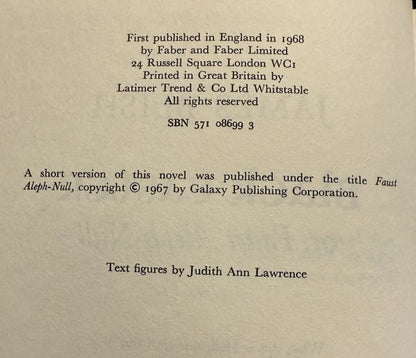 First published in England in 1968
by Faber and Faber Limited
24 Russell Square London WC1
Printed in Great Britain by
Latimer Trend & Co Ltd Whitstable
All rights reserved
SBN 571 08699 3
A short version of this novel was published under the title Faust
Aleph-Null, copyright © 1967 by Galaxy Publishing Corporation.
Text figures by Judith Ann Lawrence